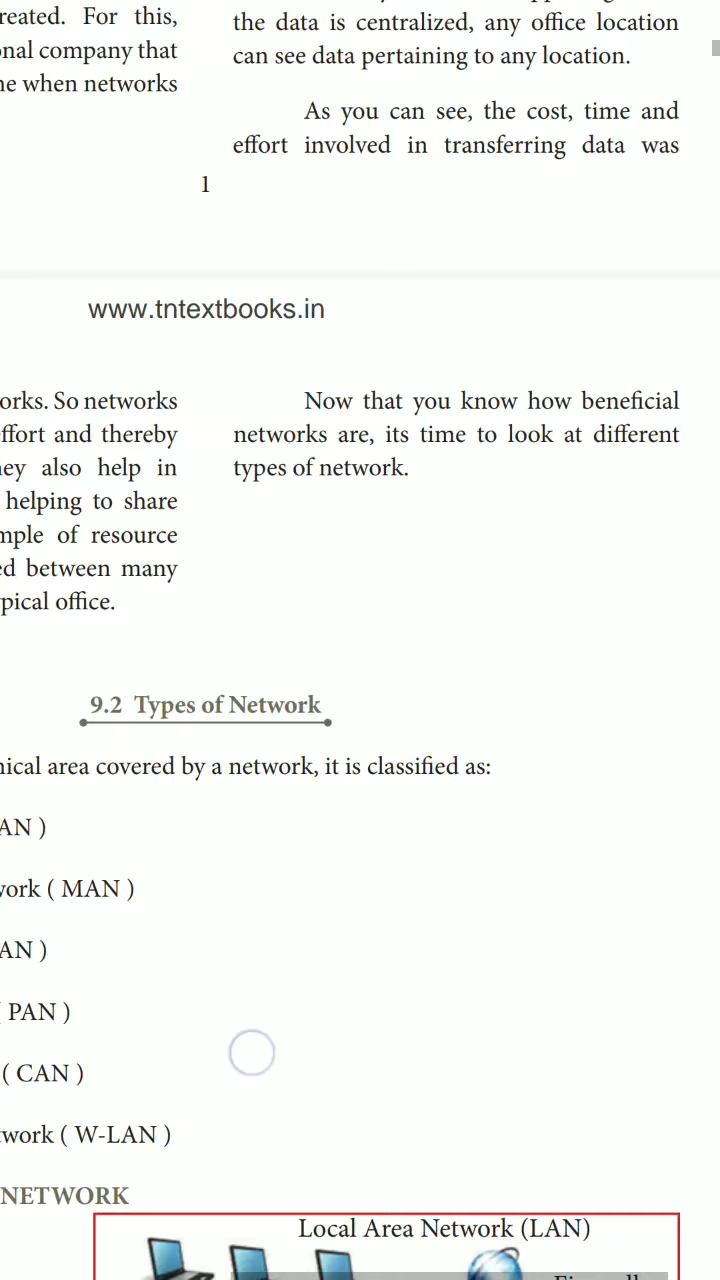 reated. For this,
onal company that
ne when networks
the data is centralized, any office location
can see data pertaining to any location.
As you can see, the cost, time and
effort involved in transferring data was
1
www.tntextbooks.in
orks. So networks
ffort and thereby
ney also help in
helping to share
mple of resource
ed between many
pical office.
Now that you know how beneficial
networks are, its time to look at different
types of network.
9.2 Types of Network
nical area covered by a network, it is classified as:
AN )
work ( MAN )
AN )
( PAN )
( CAN )
twork ( W-LAN )
NETWORK
Local Area Network (LAN)